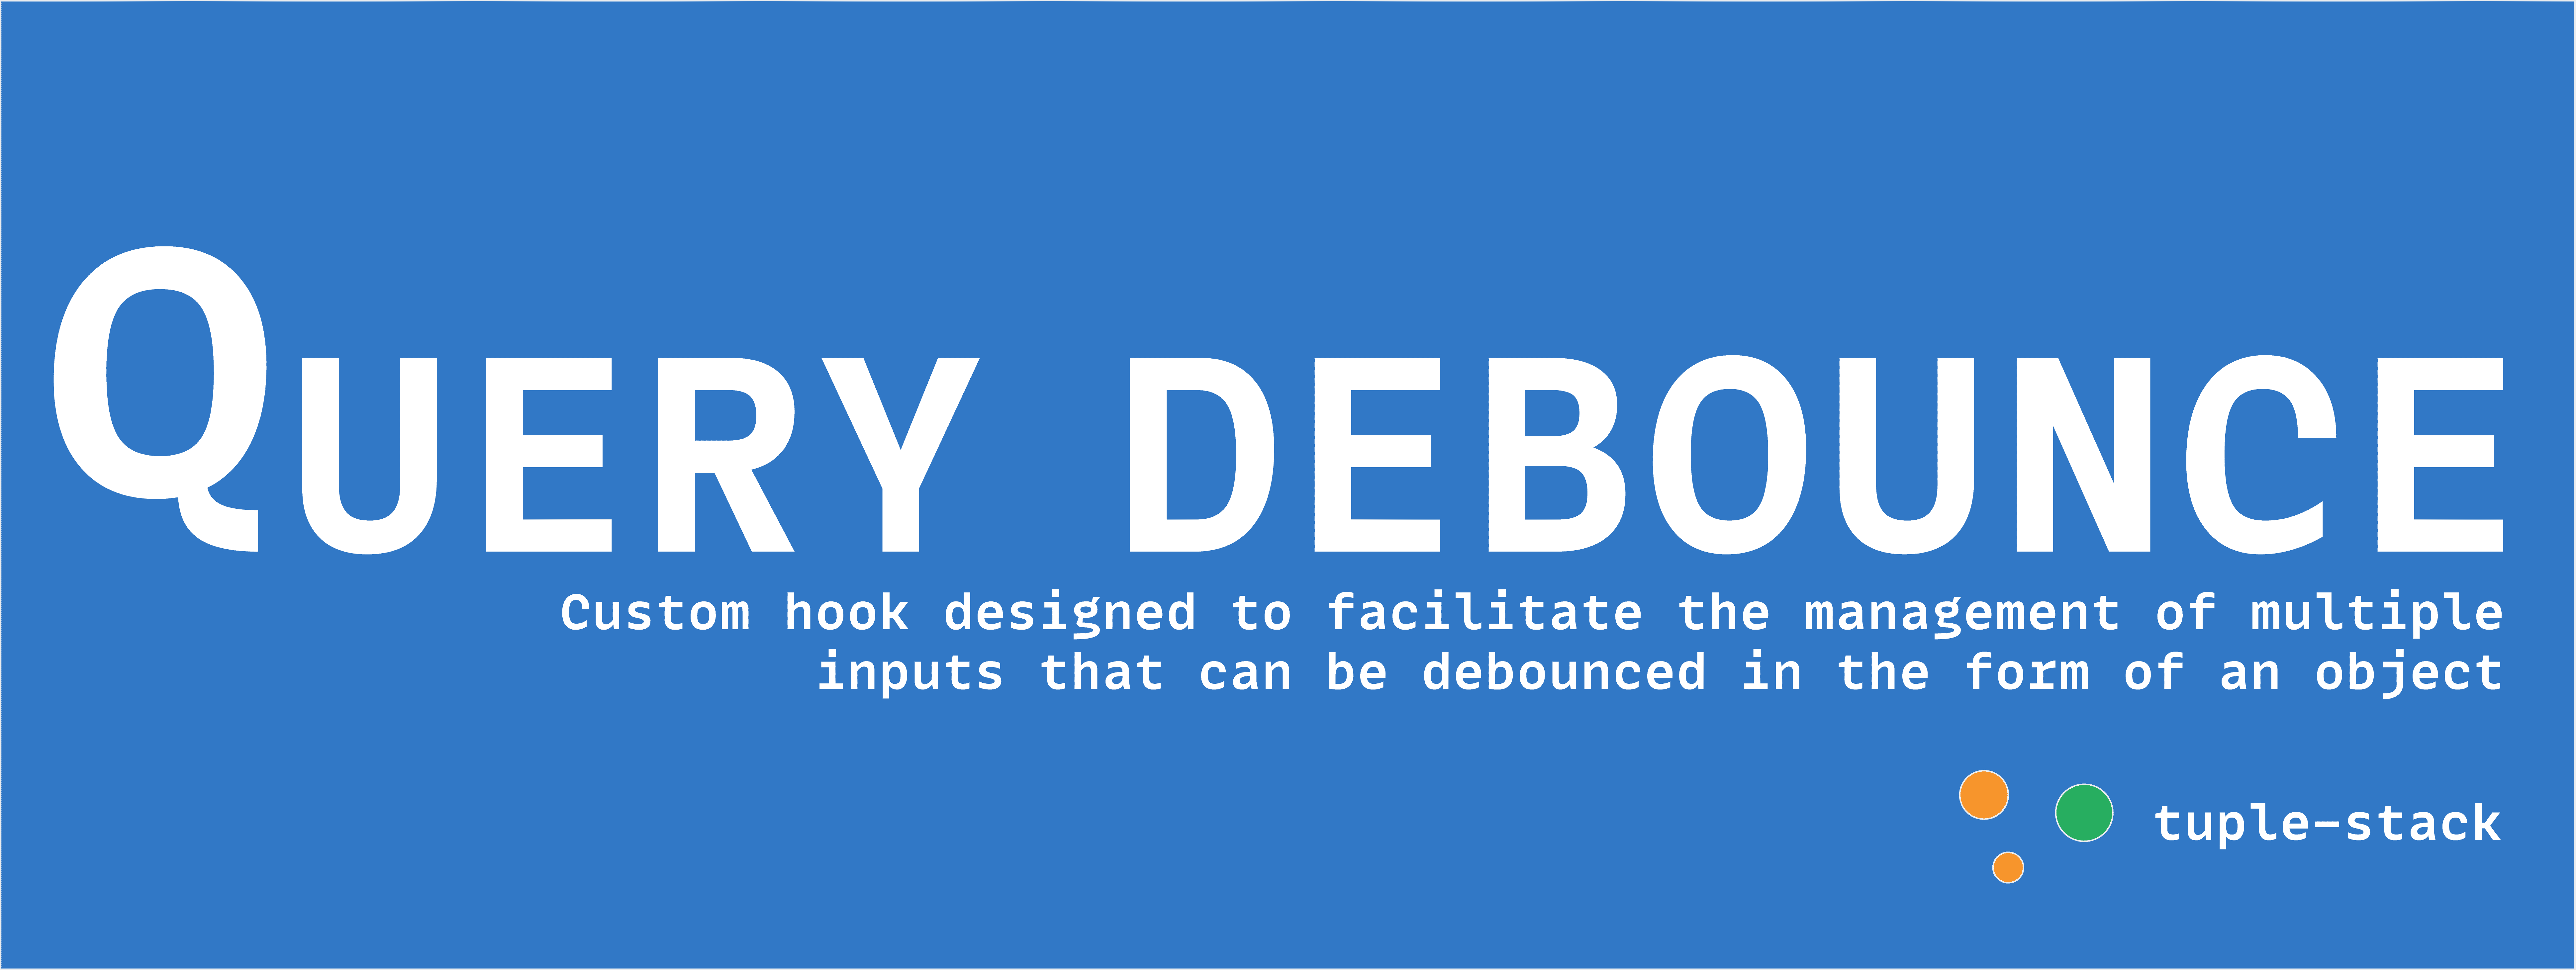 QUERY DEBOUNCE
Custom hook designed to facilitate the management of multiple
inputs that can be debounced in the form of an object
tuple-stack